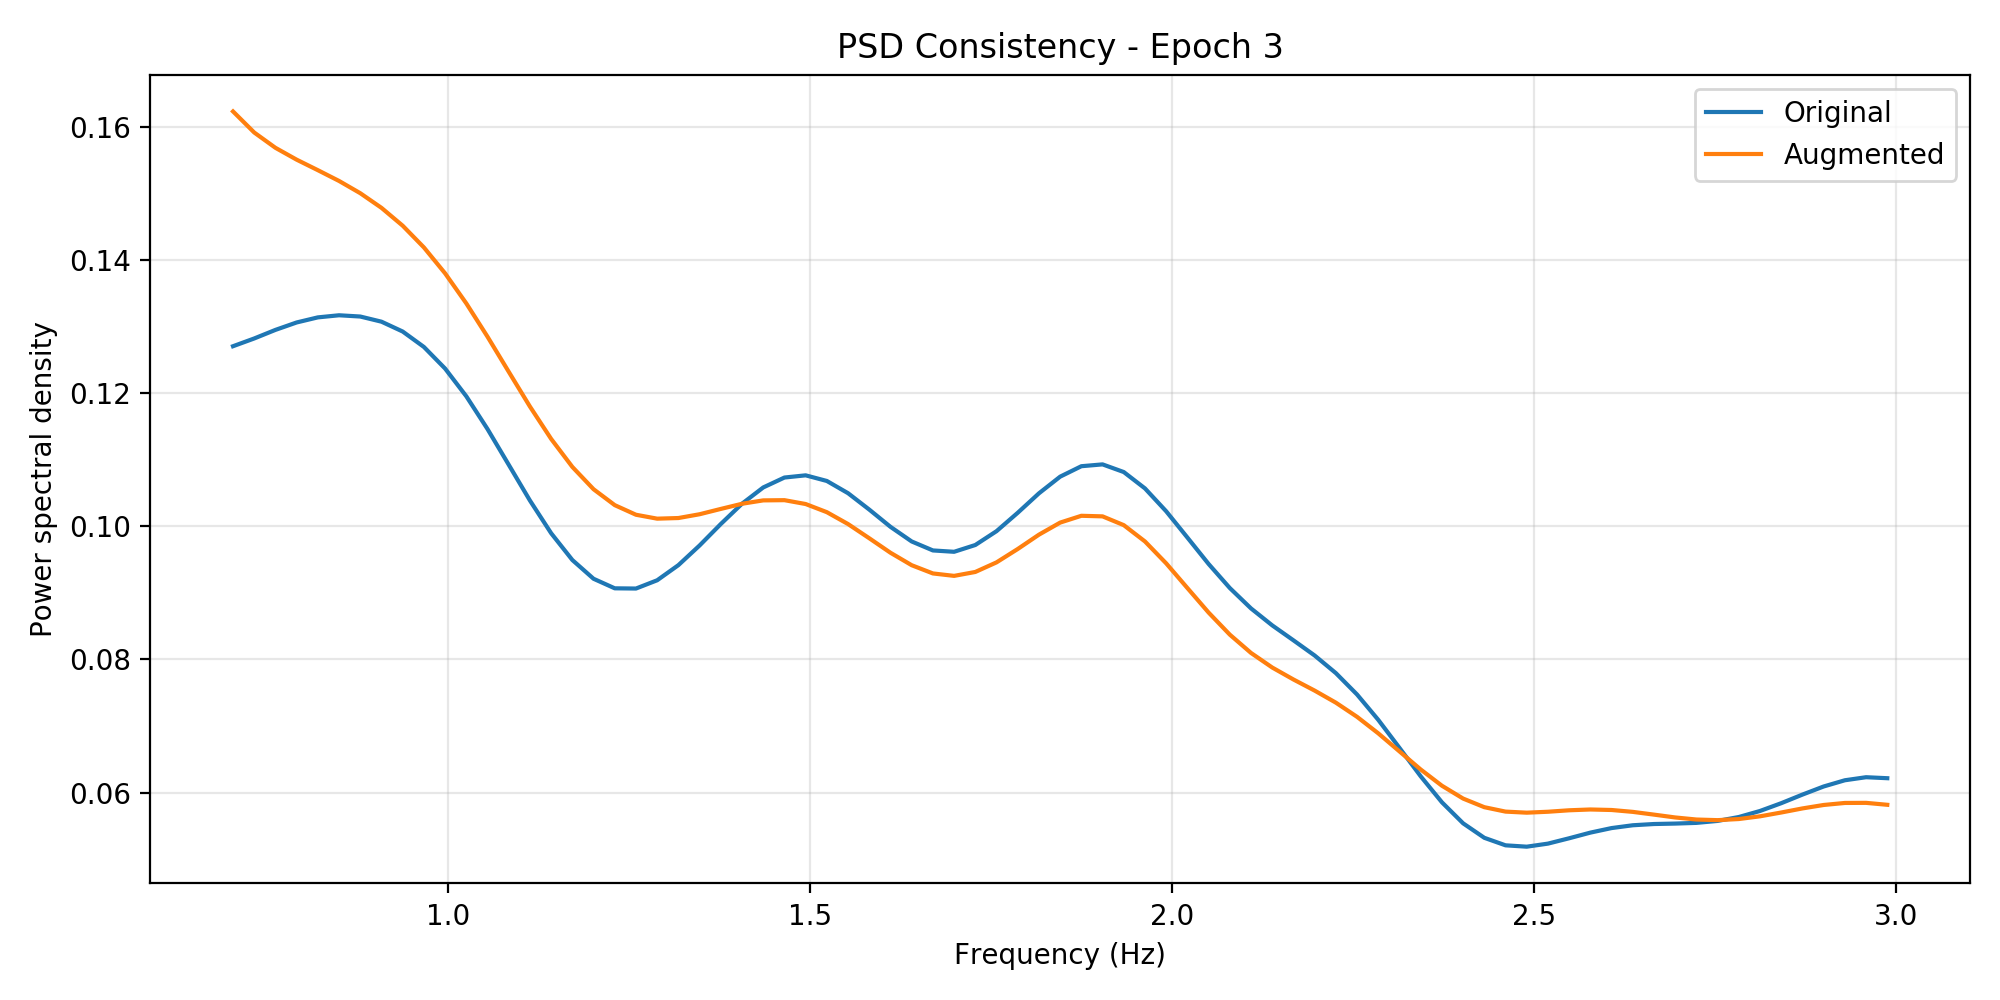 PSD Consistency - Epoch 3
Original
Augmented
Power spectral density
0.16
0.14
0.12
0.10
0.08
0.06
1.0 1.5 2.0 2.5 3.0
Frequency (Hz)